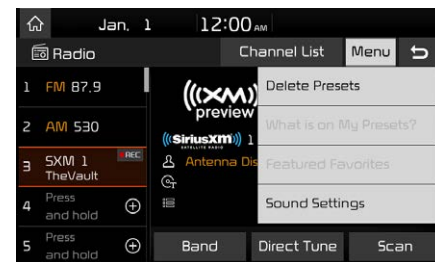 Jan. 1 12:00 AM
Radio Channel List Menu
1 FM 87.9
2 AM 530
3 SXM 1 REC
TheVault
4 Press
and hold
5 Press
and hold
((XM))
preview
((SiriusXM)) 1
SATELLITE RADIO
Antenna Dis
Delete Presets
What is on My Presets?
Featured Favorites
Sound Settings
Band Direct Tune Scan